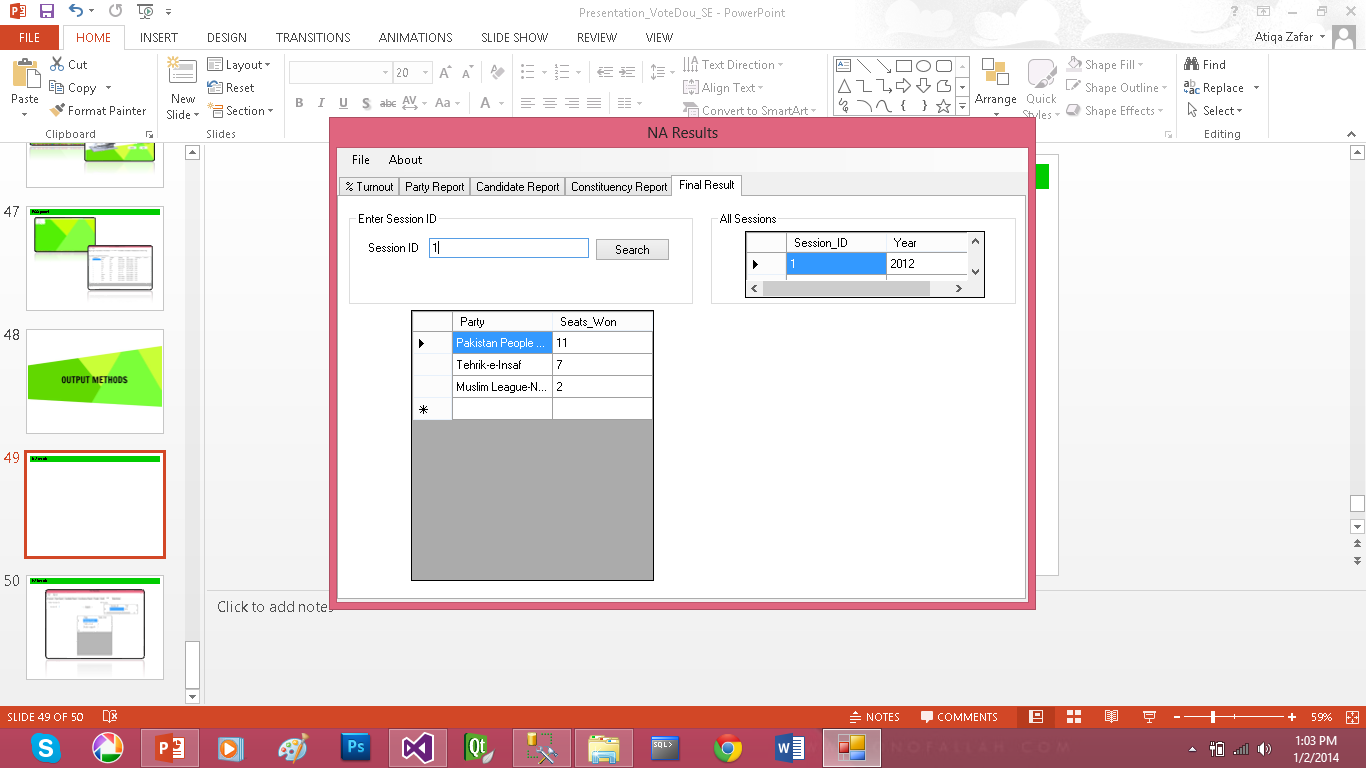 Presentation_VoteDou_SE - PowerPoint
FILE HOME INSERT DESIGN TRANSITIONS ANIMATIONS SLIDE SHOW REVIEW VIEW Atiqa Zafar
Paste Cut Copy Format Painter
Clipboard
New Slide Layout Reset Section
Slides
20
B I U S abc AV Aa A
Text Direction
Align Text
Convert to SmartArt
Arrange Quick Styles
Shape Fill
Shape Outline
Shape Effects
Find
Replace
Select
Editing
NA Results
File About
% Turnout Party Report Candidate Report Constituency Report Final Result
Enter Session ID
Session ID 1 Search
All Sessions
Session_ID Year
1 2012
Party Seats_Won
Pakistan People ... 11
Tehrik-e-Insaf 7
Muslim League-N... 2
47
48
OUTPUT METHODS
49
50
Click to add notes
SLIDE 49 OF 50 NOTES COMMENTS 59%
1:03 PM
1/2/2014